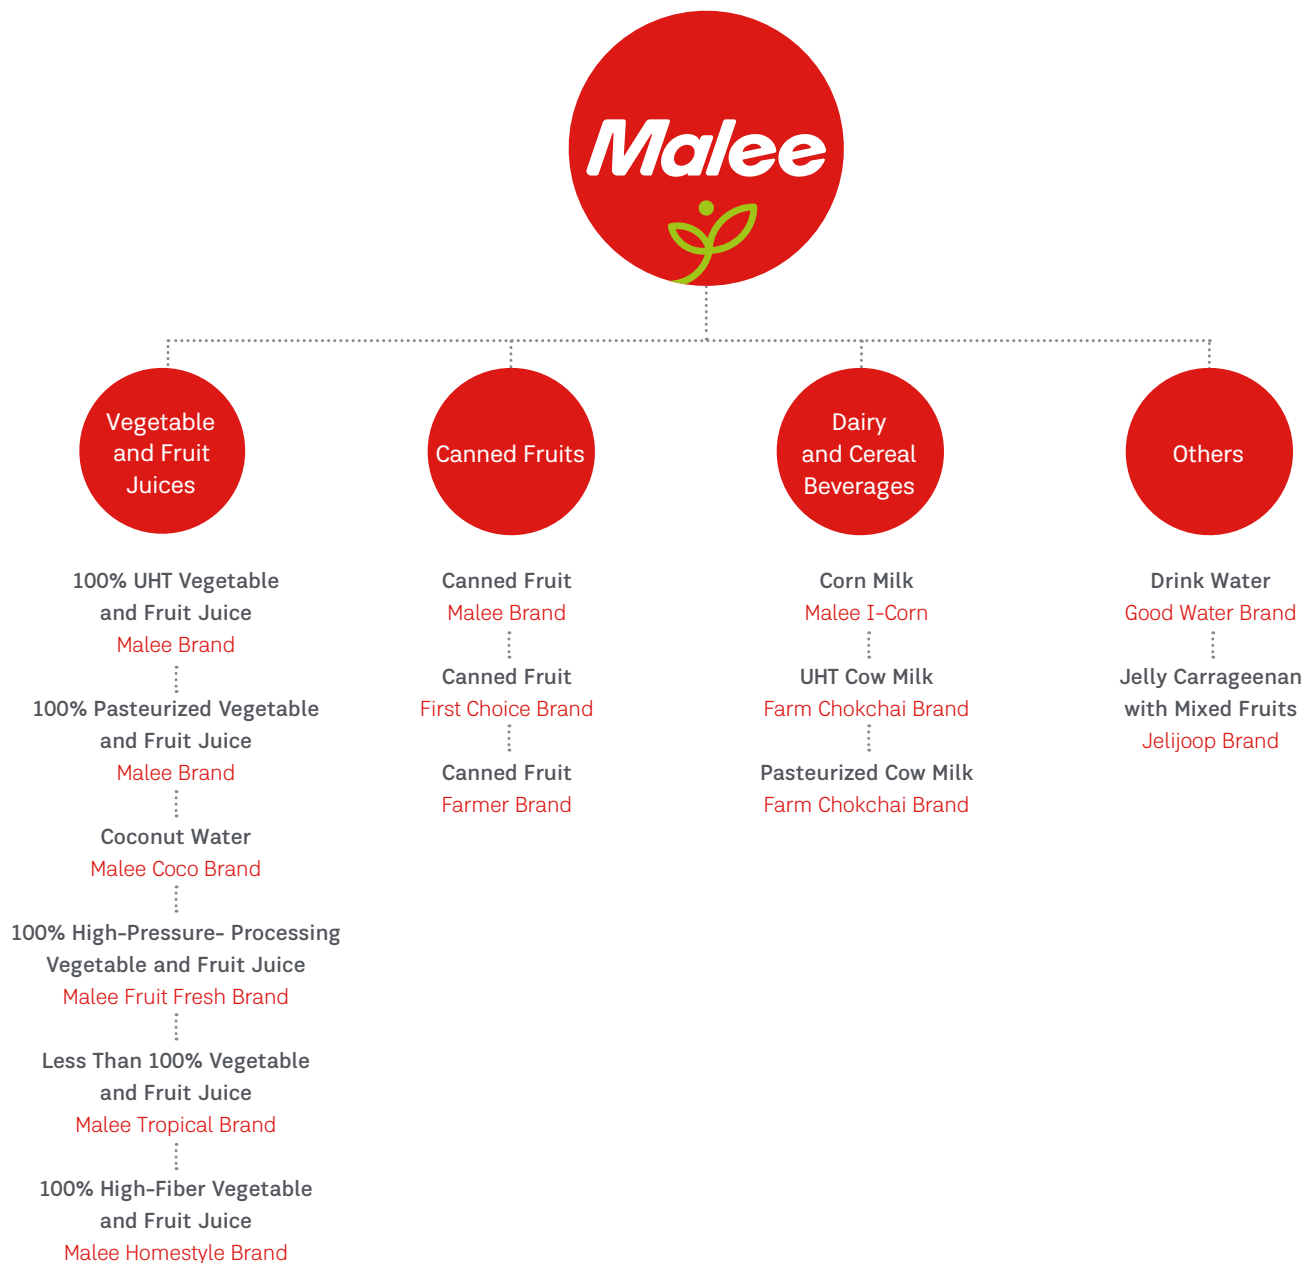 Malee
Vegetable
and Fruit
Juices
100% UHT Vegetable
and Fruit Juice
Malee Brand
100% Pasteurized Vegetable
and Fruit Juice
Malee Brand
Coconut Water
Malee Coco Brand
100% High-Pressure- Processing
Vegetable and Fruit Juice
Malee Fruit Fresh Brand
Less Than 100% Vegetable
and Fruit Juice
Malee Tropical Brand
100% High-Fiber Vegetable
and Fruit Juice
Malee Homestyle Brand
Canned Fruits
Canned Fruit
Malee Brand
Canned Fruit
First Choice Brand
Canned Fruit
Farmer Brand
Dairy
and Cereal
Beverages
Corn Milk
Malee I-Corn
UHT Cow Milk
Farm Chokchai Brand
Pasteurized Cow Milk
Farm Chokchai Brand
Others
Drink Water
Good Water Brand
Jelly Carrageenan
with Mixed Fruits
Jelijoop Brand